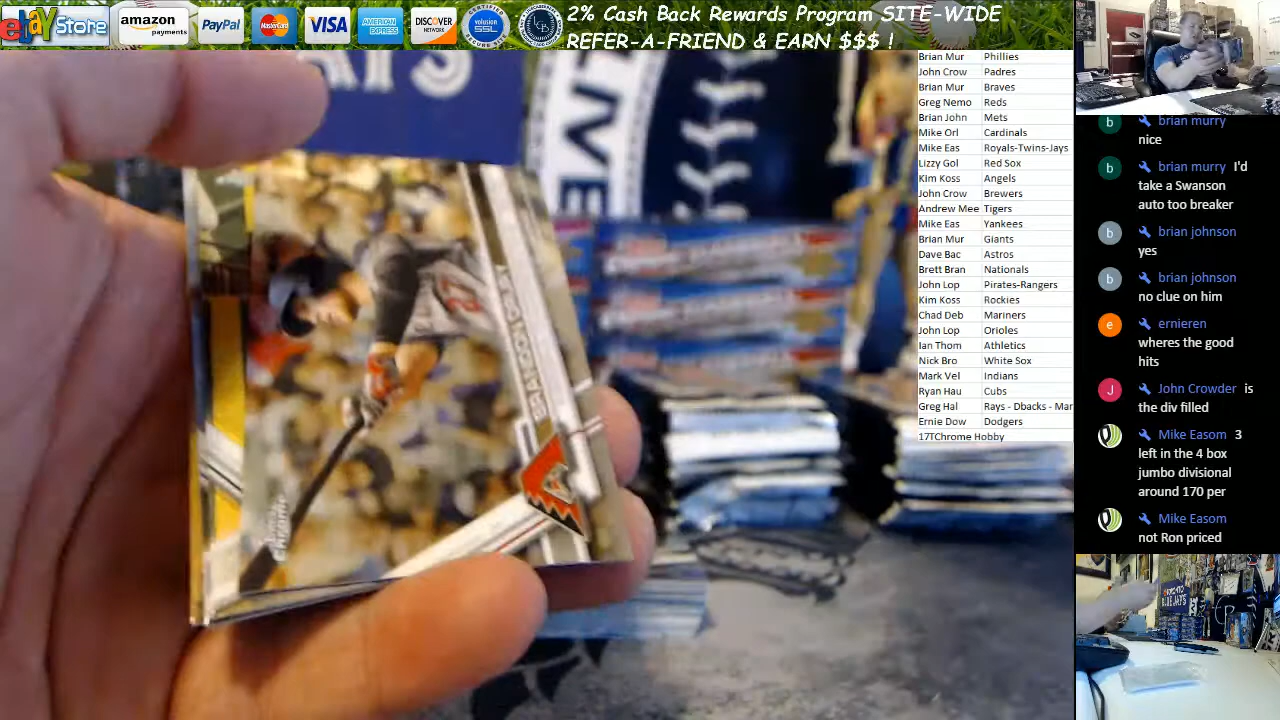 ebay Store
amazon payments
PayPal
MasterCard
VISA
AMERICAN EXPRESS
DISCOVER NETWORK
volusion SSL
2% Cash Back Rewards Program SITE-WIDE
REFER-A-FRIEND & EARN $$$ !
Brian Mur Phillies
John Crow Padres
Brian Mur Braves
Greg Nemo Reds
Brian John Mets
Mike Orl Cardinals
Mike Eas Royals-Twins-Jays
Lizzy Gol Red Sox
Kim Koss Angels
John Crow Brewers
Andrew Mee Tigers
Mike Eas Yankees
Brian Mur Giants
Dave Bac Astros
Brett Bran Nationals
John Lop Pirates-Rangers
Kim Koss Rockies
Chad Deb Mariners
John Lop Orioles
Ian Thom Athletics
Nick Bro White Sox
Mark Vel Indians
Ryan Hau Cubs
Greg Hal Rays - Dbacks - Mar
Ernie Dow Dodgers
17TChrome Hobby
b brian murry
nice
b brian murry I'd
take a Swanson
auto too breaker
b brian johnson
yes
b brian johnson
no clue on him
e ernieren
wheres the good
hits
J John Crowder is
the div filled
Mike Easom 3
left in the 4 box
jumbo divisional
around 170 per
Mike Easom
not Ron priced
JAYS
LIVE
Chrome